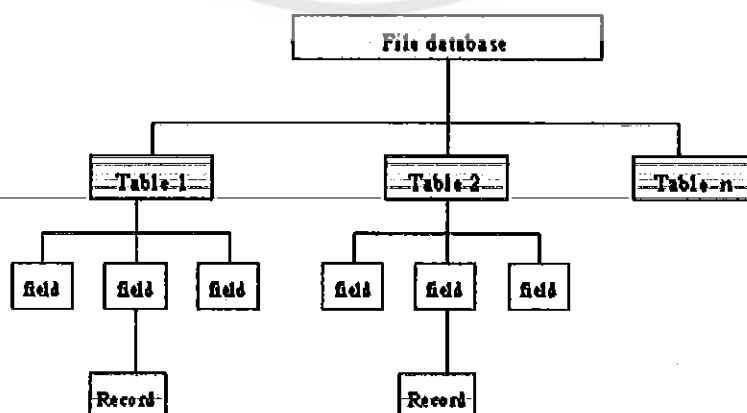 File database
Table 1 Table 2 Table n
field field field field field field
Record Record